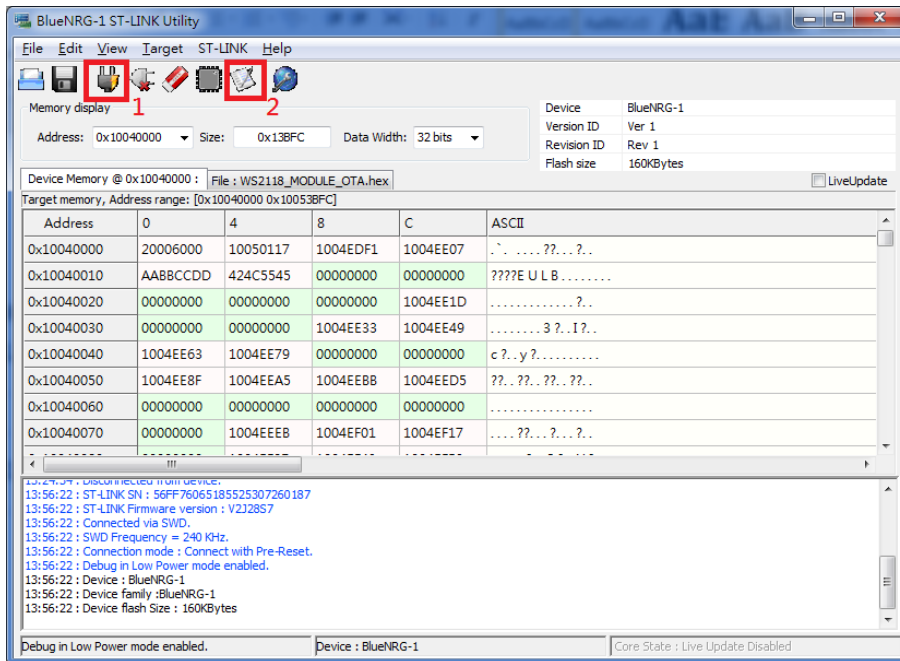 BlueNRG-1 ST-LINK Utility
File Edit View Target ST-LINK Help
1 2
Memory display
Address: 0x10040000 Size: 0x13BFC Data Width: 32 bits
Device BlueNRG-1
Version ID Ver 1
Revision ID Rev 1
Flash size 160KBytes
Device Memory @ 0x10040000 : File : WS2118_MODULE_OTA.hex LiveUpdate
Target memory, Address range: [0x10040000 0x10053BFC]
Address 0 4 8 C ASCII
0x10040000 20006000 10050117 1004EDF1 1004EE07 .`. .....??...?..
0x10040010 AABBCCDD 424C5545 00000000 00000000 ????E U L B........
0x10040020 00000000 00000000 00000000 1004EE1D .............?..
0x10040030 00000000 00000000 1004EE33 1004EE49 ........3 ?..I ?..
0x10040040 1004EE63 1004EE79 00000000 00000000 c ?..y ?..........
0x10040050 1004EE8F 1004EEA5 1004EEBB 1004EED5 ??..??..??..??..
0x10040060 00000000 00000000 00000000 00000000 ................
0x10040070 00000000 1004EEEB 1004EF01 1004EF17 ....??...?...?..
13:56:22 : ST-LINK SN : 56FF76065185525307260187
13:56:22 : ST-LINK Firmware version : V2J28S7
13:56:22 : Connected via SWD.
13:56:22 : SWD Frequency = 240 KHz.
13:56:22 : Connection mode : Connect with Pre-Reset.
13:56:22 : Debug in Low Power mode enabled.
13:56:22 : Device : BlueNRG-1
13:56:22 : Device family :BlueNRG-1
13:56:22 : Device flash Size : 160KBytes
Debug in Low Power mode enabled. Device : BlueNRG-1 Core State : Live Update Disabled